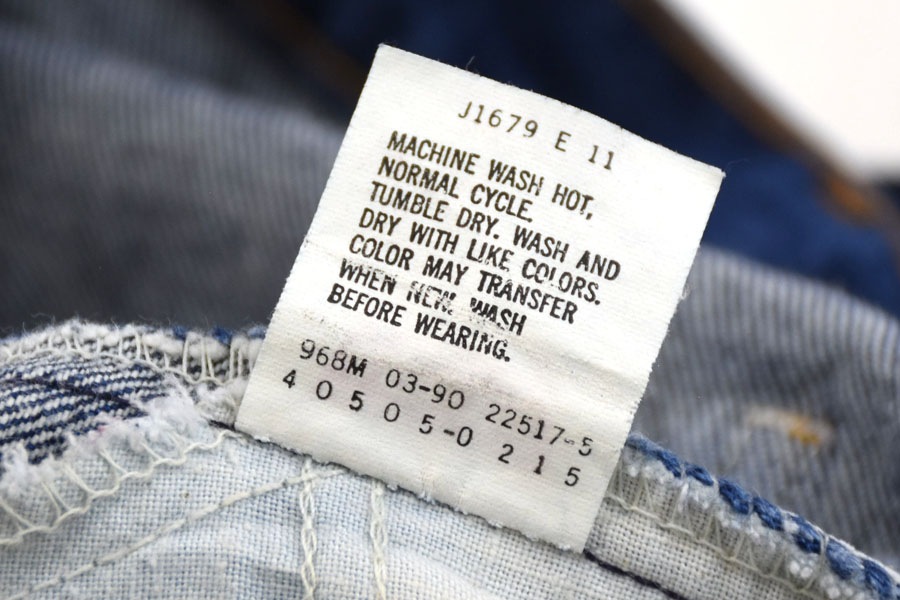 J1679 E 11
MACHINE WASH HOT,
NORMAL CYCLE.
TUMBLE DRY. WASH AND
DRY WITH LIKE COLORS.
COLOR MAY TRANSFER
WHEN NEW. WASH
BEFORE WEARING.
968M 03-90 22517-5
4 0 5 0 5 5-0 2 1 5